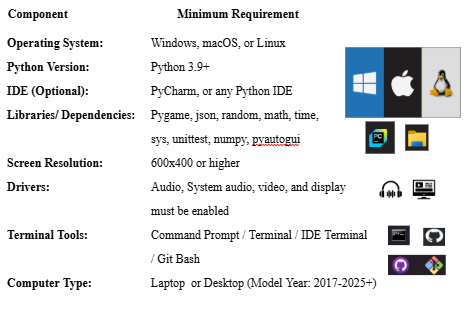 Component Minimum Requirement
Operating System: Windows, macOS, or Linux
Python Version: Python 3.9+
IDE (Optional): PyCharm, or any Python IDE
Libraries/ Dependencies: Pygame, json, random, math, time,
sys, unittest, numpy, pyautogui
PC
Screen Resolution: 600x400 or higher
Drivers: Audio, System audio, video, and display
must be enabled
Terminal Tools: Command Prompt / Terminal / IDE Terminal
/ Git Bash
Computer Type: Laptop or Desktop (Model Year: 2017-2025+)